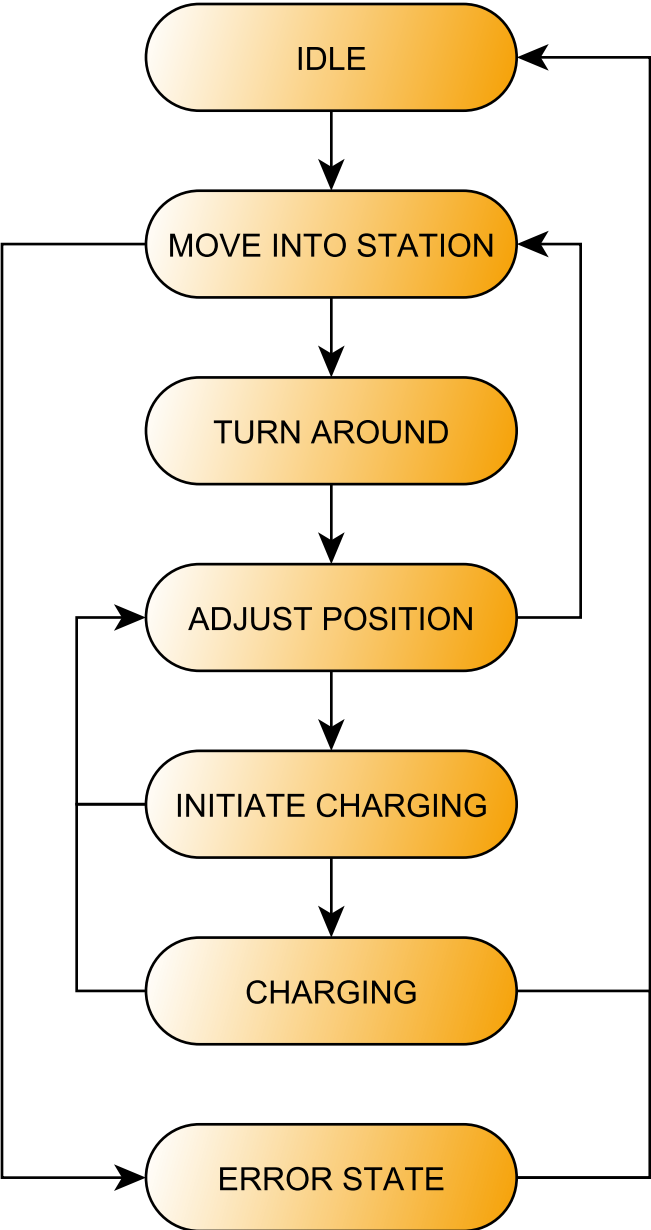 IDLE
MOVE INTO STATION
TURN AROUND
ADJUST POSITION
INITIATE CHARGING
CHARGING
ERROR STATE